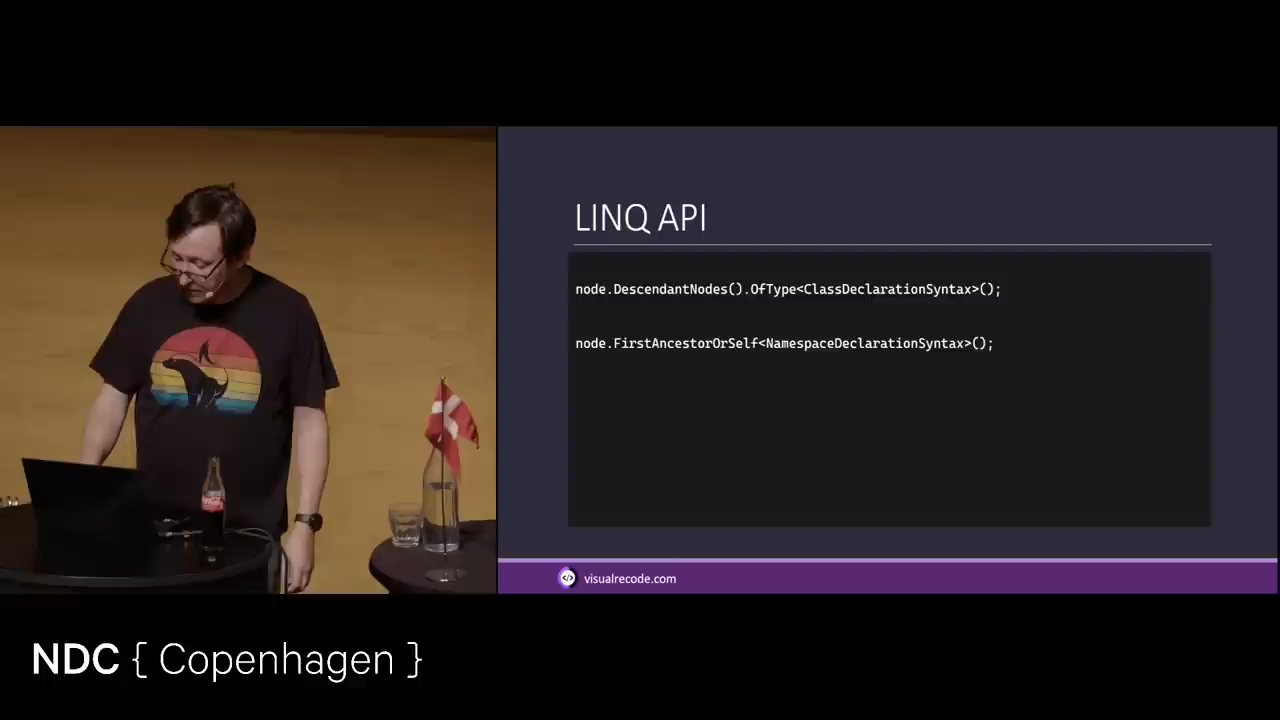 LINQ API
node.DescendantNodes().OfType<ClassDeclarationSyntax>();
node.FirstAncestorOrSelf<NamespaceDeclarationSyntax>();
</> visualrecode.com
NDC { Copenhagen }